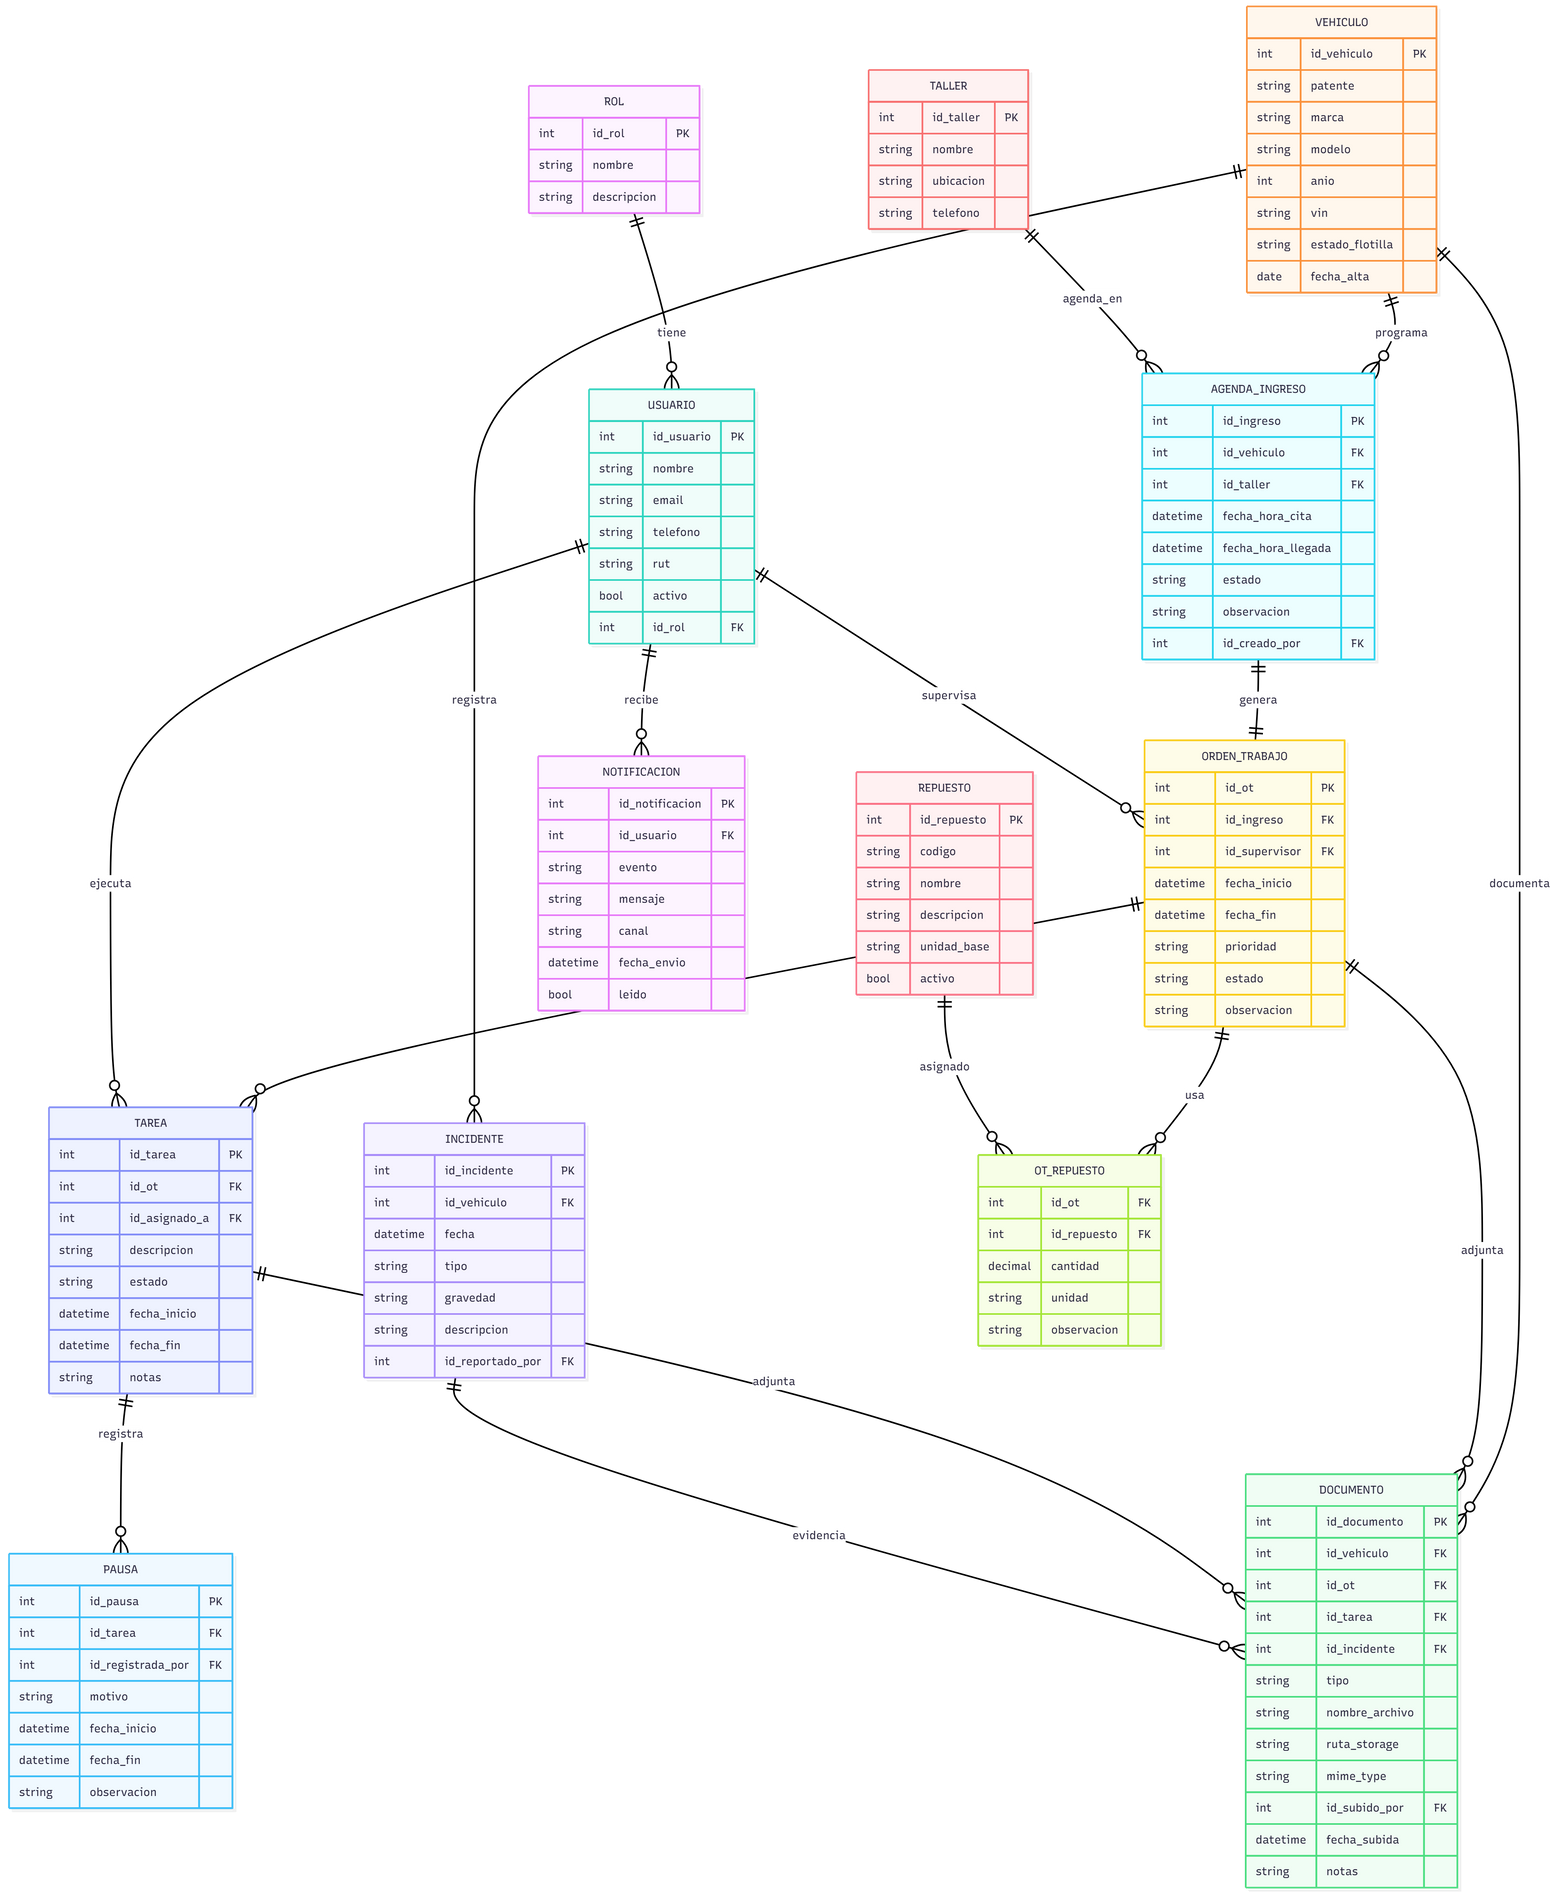 VEHICULO
int id_vehiculo PK
string patente
string marca
string modelo
int anio
string vin
string estado_flotilla
date fecha_alta
TALLER
int id_taller PK
string nombre
string ubicacion
string telefono
ROL
int id_rol PK
string nombre
string descripcion
agenda_en
programa
tiene
USUARIO
int id_usuario PK
string nombre
string email
string telefono
string rut
bool activo
int id_rol FK
AGENDA_INGRESO
int id_ingreso PK
int id_vehiculo FK
int id_taller FK
datetime fecha_hora_cita
datetime fecha_hora_llegada
string estado
string observacion
int id_creado_por FK
registra
recibe
supervisa
genera
ejecuta
documenta
NOTIFICACION
int id_notificacion PK
int id_usuario FK
string evento
string mensaje
string canal
datetime fecha_envio
bool leido
REPUESTO
int id_repuesto PK
string codigo
string nombre
string descripcion
string unidad_base
bool activo
ORDEN_TRABAJO
int id_ot PK
int id_ingreso FK
int id_supervisor FK
datetime fecha_inicio
datetime fecha_fin
string prioridad
string estado
string observacion
asignado
usa
TAREA
int id_tarea PK
int id_ot FK
int id_asignado_a FK
string descripcion
string estado
datetime fecha_inicio
datetime fecha_fin
string notas
INCIDENTE
int id_incidente PK
int id_vehiculo FK
datetime fecha
string tipo
string gravedad
string descripcion
int id_reportado_por FK
OT_REPUESTO
int id_ot FK
int id_repuesto FK
decimal cantidad
string unidad
string observacion
adjunta
adjunta
registra
evidencia
PAUSA
int id_pausa PK
int id_tarea FK
int id_registrada_por FK
string motivo
datetime fecha_inicio
datetime fecha_fin
string observacion
DOCUMENTO
int id_documento PK
int id_vehiculo FK
int id_ot FK
int id_tarea FK
int id_incidente FK
string tipo
string nombre_archivo
string ruta_storage
string mime_type
int id_subido_por FK
datetime fecha_subida
string notas